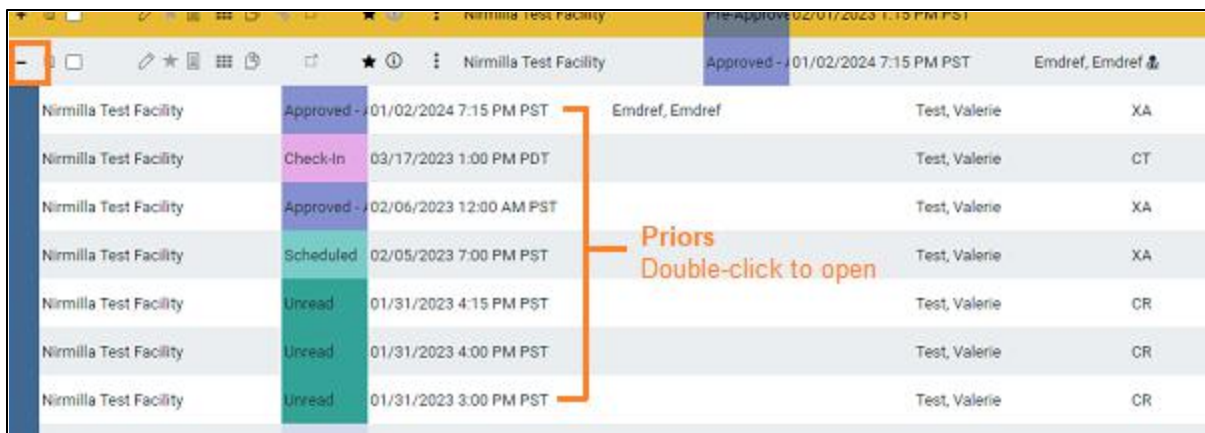 Nirmilla Test Facility Pre-Approve 02/01/2023 1:15 PM PST
Nirmilla Test Facility Approved - 01/02/2024 7:15 PM PST Emdref, Emdref
Nirmilla Test Facility Approved - 01/02/2024 7:15 PM PST Emdref, Emdref Test, Valerie XA
Nirmilla Test Facility Check-In 03/17/2023 1:00 PM PDT Test, Valerie CT
Nirmilla Test Facility Approved - 02/06/2023 12:00 AM PST Test, Valerie XA
Priors
Nirmilla Test Facility Scheduled 02/05/2023 7:00 PM PST Test, Valerie XA
Double-click to open
Nirmilla Test Facility Unread 01/31/2023 4:15 PM PST Test, Valerie CR
Nirmilla Test Facility Unread 01/31/2023 4:00 PM PST Test, Valerie CR
Nirmilla Test Facility Unread 01/31/2023 3:00 PM PST Test, Valerie CR